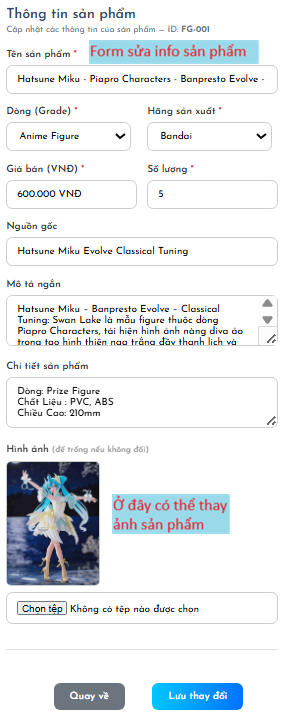 Thông tin sản phẩm
Cập nhật các thông tin của sản phẩm – ID: FG-001
Tên sản phẩm * Form sửa info sản phẩm
Hatsune Miku - Piapro Characters - Banpresto Evolve -
Dòng (Grade) * Hãng sản xuất *
Anime Figure Bandai
Giá bán (VNĐ) * Số lượng *
600.000 VNĐ 5
Nguồn gốc
Hatsune Miku Evolve Classical Tuning
Mô tả ngắn
Hatsune Miku – Banpresto Evolve – Classical
Tuning: Swan Lake là mẫu figure thuộc dòng
Piapro Characters, tái hiện hình ảnh nàng diva ảo
trong tạo hình thiên nga trắng đầy thanh lịch và
Chi tiết sản phẩm
Dòng: Prize Figure
Chất Liệu : PVC, ABS
Chiều Cao: 210mm
Hình ảnh (để trống nếu không đổi)
Ở đây có thể thay
ảnh sản phẩm
Chọn tệp Không có tệp nào được chọn
Quay về Lưu thay đổi